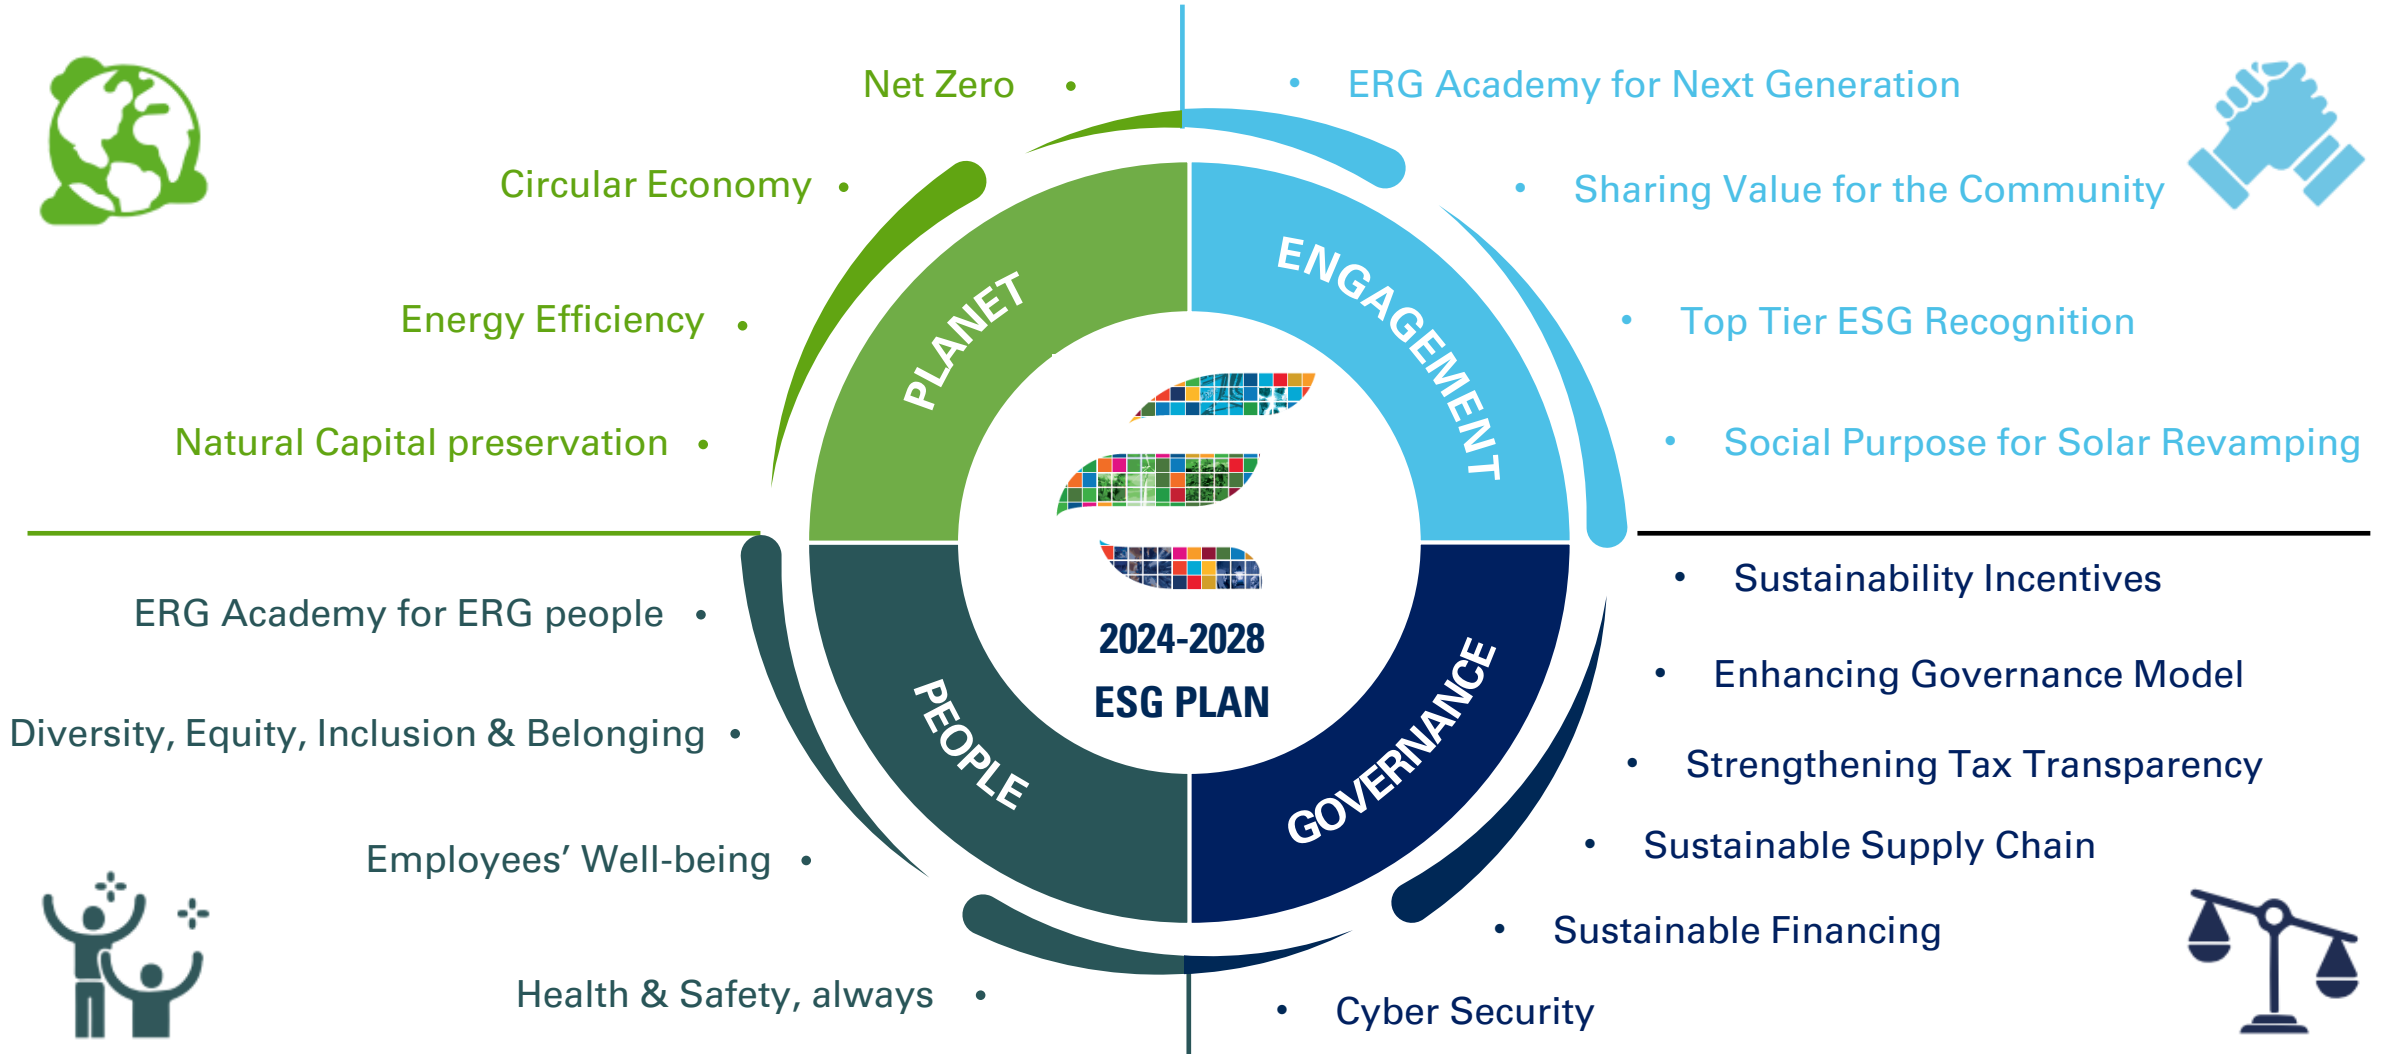 Net Zero
Circular Economy
Energy Efficiency
Natural Capital preservation
PLANET
ERG Academy for Next Generation
Sharing Value for the Community
Top Tier ESG Recognition
Social Purpose for Solar Revamping
ENGAGEMENT
2024-2028
ESG PLAN
ERG Academy for ERG people
Diversity, Equity, Inclusion & Belonging
Employees’ Well-being
Health & Safety, always
PEOPLE
Sustainability Incentives
Enhancing Governance Model
Strengthening Tax Transparency
Sustainable Supply Chain
Sustainable Financing
Cyber Security
GOVERNANCE